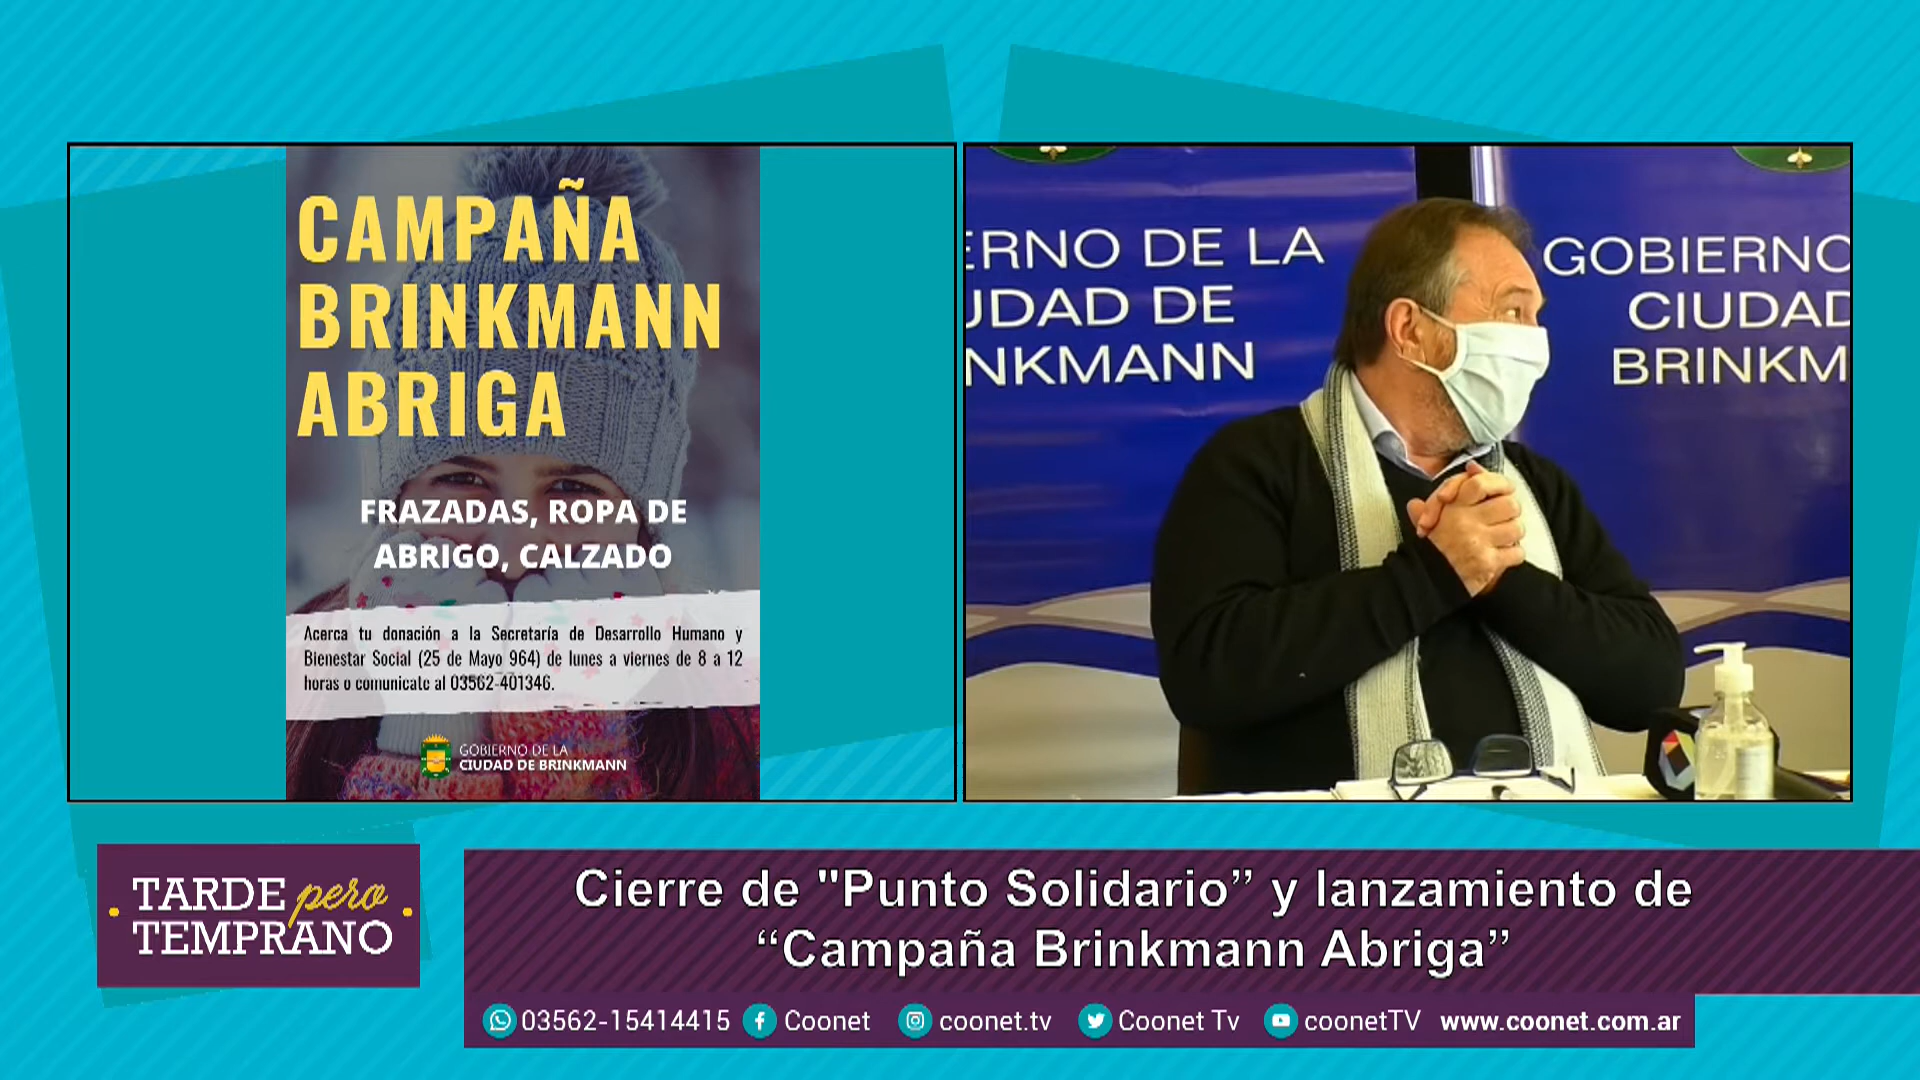 CAMPAÑA
BRINKMANN
ABRIGA
FRAZADAS, ROPA DE
ABRIGO, CALZADO
Acerca tu donación a la Secretaría de Desarrollo Humano y
Bienestar Social (25 de Mayo 964) de lunes a viernes de 8 a 12
horas o comunicate al 03562-401346.
GOBIERNO DE LA
CIUDAD DE BRINKMANN
ERNO DE LA
UDAD DE
NKMANN
GOBIERNO
CIUDAD
BRINKM
TARDE pero
TEMPRANO
Cierre de "Punto Solidario” y lanzamiento de
“Campaña Brinkmann Abriga”
03562-15414415 Coonet coonet.tv Coonet Tv coonetTV www.coonet.com.ar